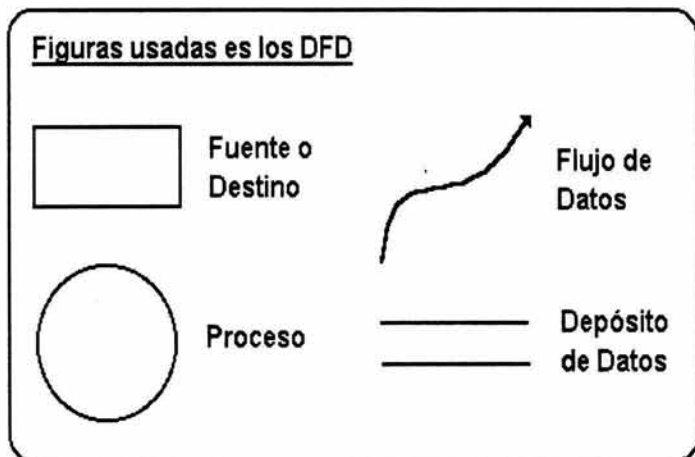 Figuras usadas es los DFD
Fuente o
Destino
Flujo de
Datos
Proceso
Depósito
de Datos